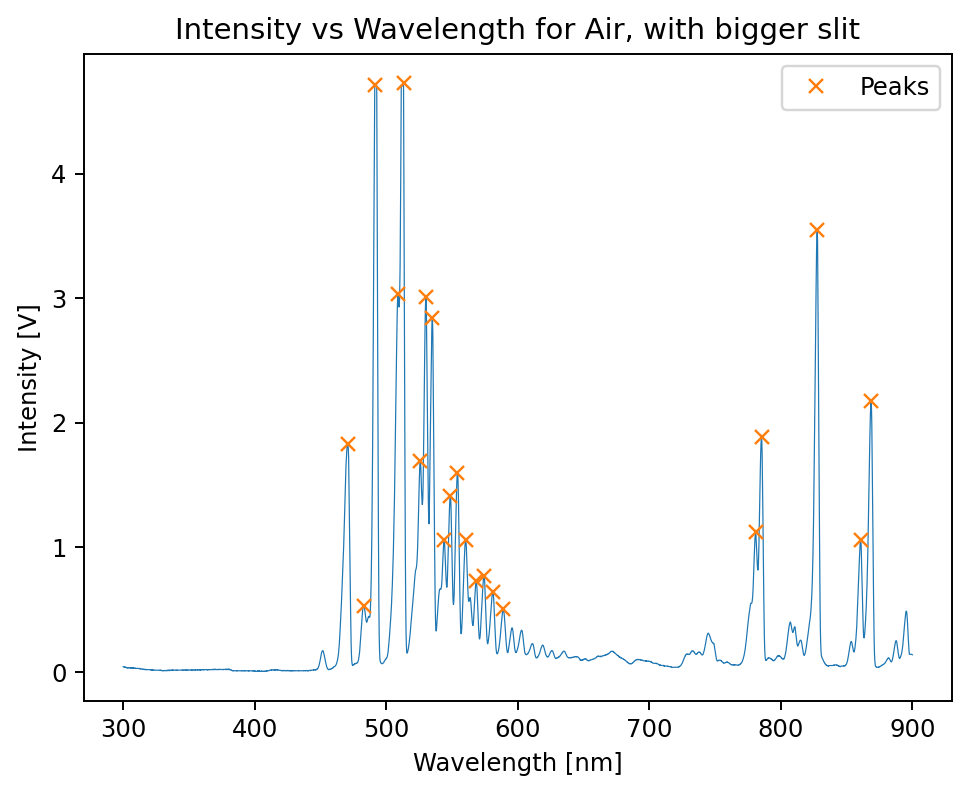 Intensity vs Wavelength for Air, with bigger slit
Peaks
Intensity [V]
4
3
2
1
0
300 400 500 600 700 800 900
Wavelength [nm]